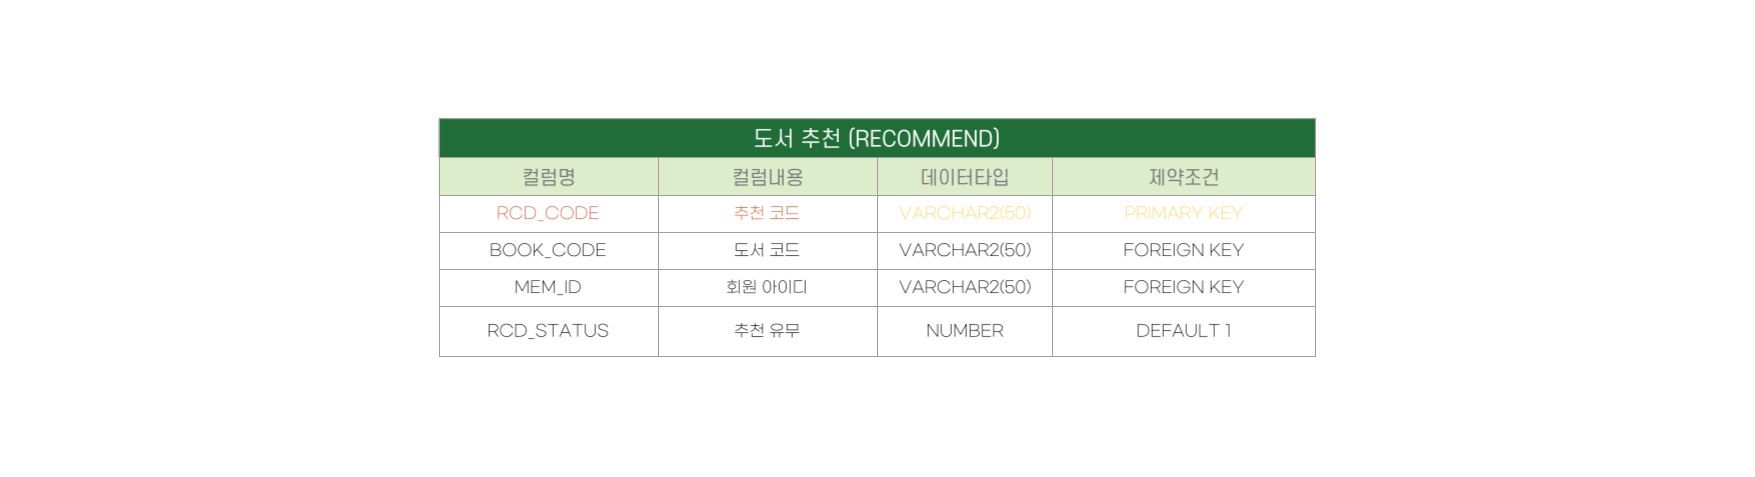 도서 추천 (RECOMMEND)
컬럼명 컬럼내용 데이터타입 제약조건
RCD_CODE 추천 코드 VARCHAR2(50) PRIMARY KEY
BOOK_CODE 도서 코드 VARCHAR2(50) FOREIGN KEY
MEM_ID 회원 아이디 VARCHAR2(50) FOREIGN KEY
RCD_STATUS 추천 유무 NUMBER DEFAULT 1